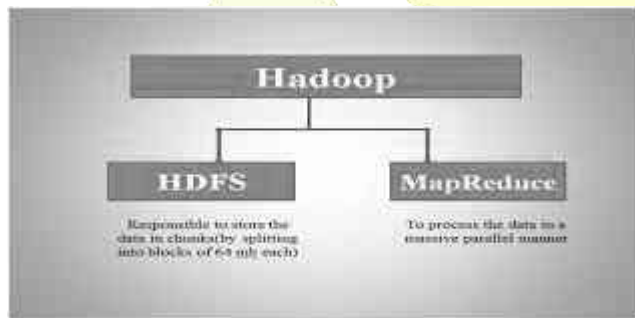 Hadoop
HDFS
MapReduce
Responsible to store the
data in chunks(by splitting
into blocks of 64 mb each)
To process the data in a
massive parallel manner